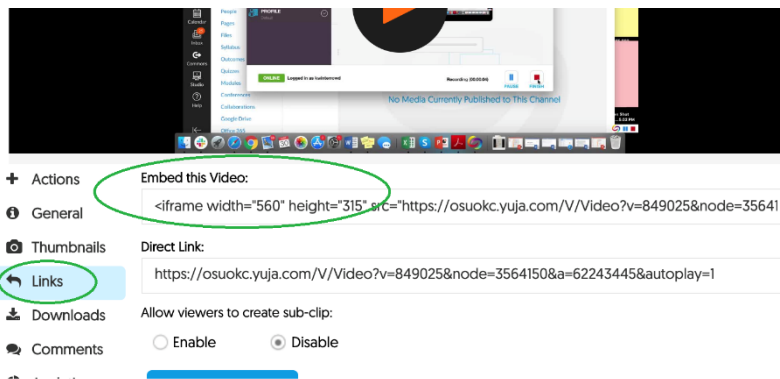 Calendar
Inbox
Commons
Studio
Help
People
Pages
Files
Syllabus
Outcomes
Quizzes
Modules
Conferences
Collaborations
Google Drive
Office 365
PROFILE
ONLINE Logged in as
Recording (00:00:04)
PAUSE FINISH
No Media Currently Published to This Channel
Actions
General
Thumbnails
Links
Downloads
Comments
Embed this Video:
<iframe width="560" height="315" src="https://osuokc.yuja.com/V/Video?v=849025&node=35641
Direct Link:
https://osuokc.yuja.com/V/Video?v=849025&node=3564150&a=62243445&autoplay=1
Allow viewers to create sub-clip:
Enable Disable